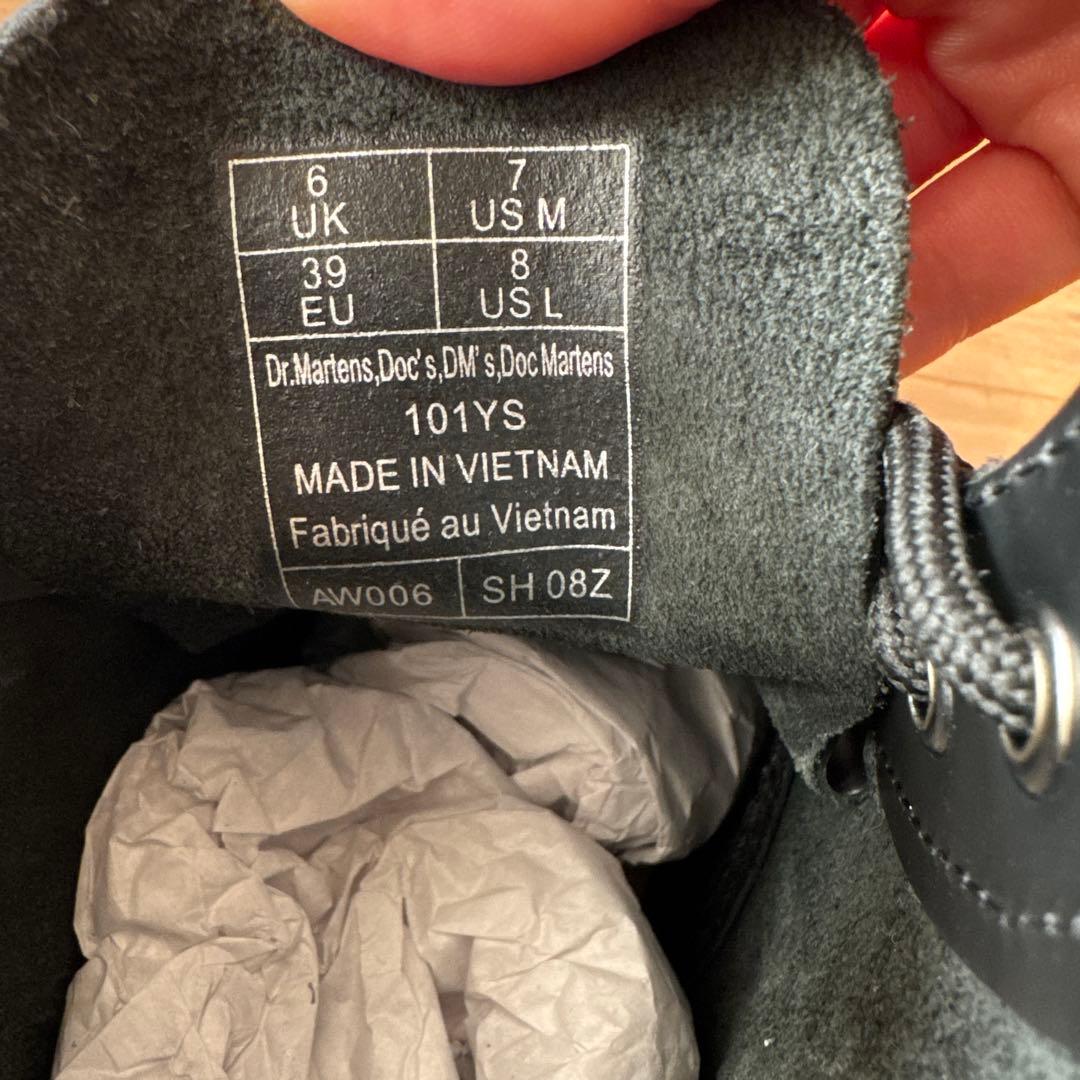 6 7
UK US M
39 8
EU US L
Dr.Martens,Doc's,DM's,Doc Martens
101YS
MADE IN VIETNAM
Fabriqué au Vietnam
AW006 SH 08Z